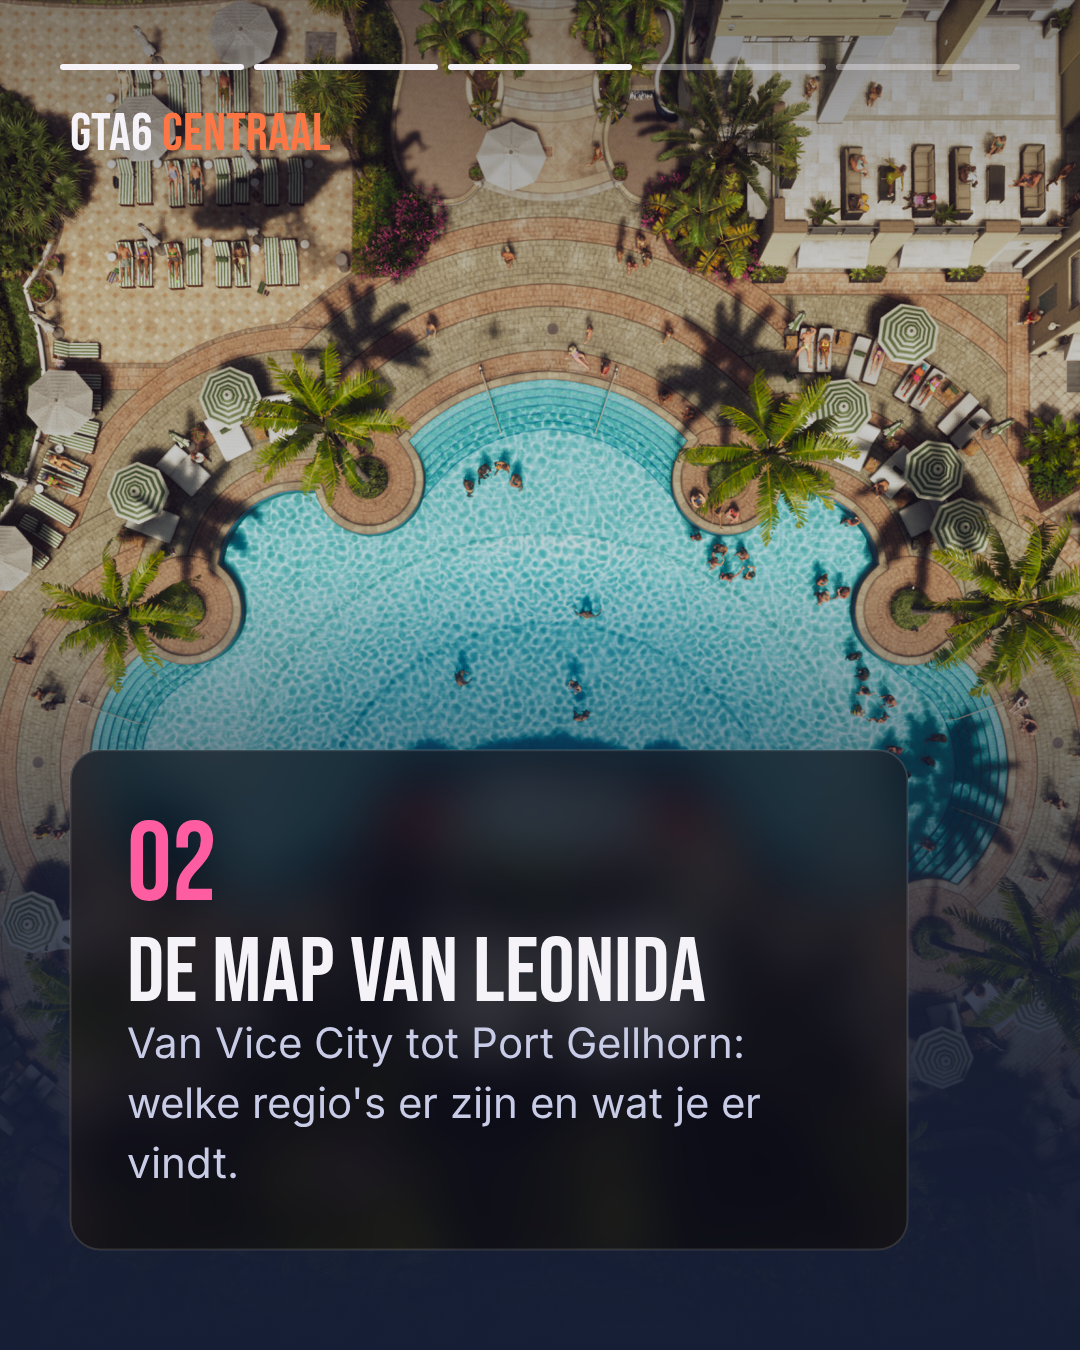 GTA6 CENTRAAL
02
DE MAP VAN LEONIDA
Van Vice City tot Port Gellhorn:
welke regio's er zijn en wat je er
vindt.